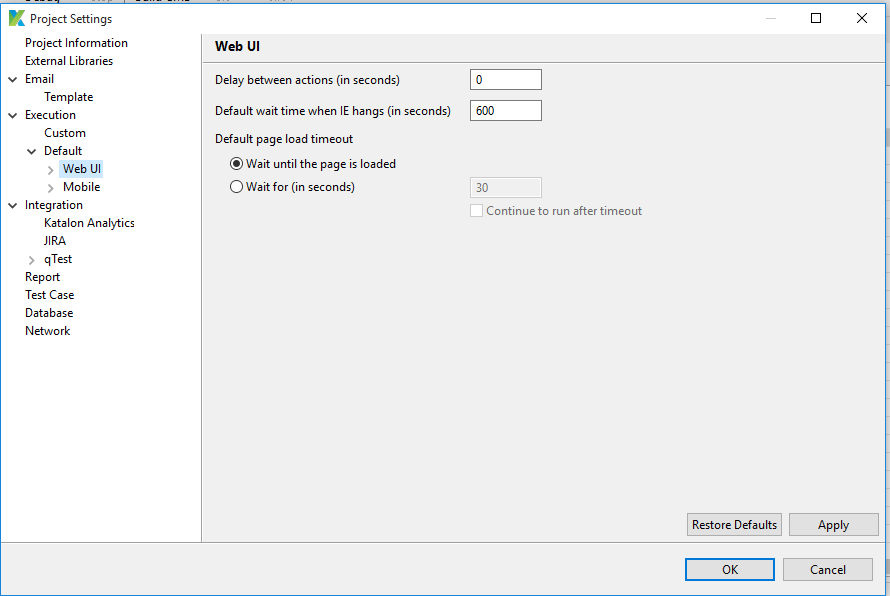 Project Settings
Project Information
External Libraries
Email
Template
Execution
Custom
Default
Web UI
Mobile
Integration
Katalon Analytics
JIRA
qTest
Report
Test Case
Database
Network
Web UI
Delay between actions (in seconds) 0
Default wait time when IE hangs (in seconds) 600
Default page load timeout
Wait until the page is loaded
Wait for (in seconds) 30
Continue to run after timeout
Restore Defaults Apply
OK Cancel